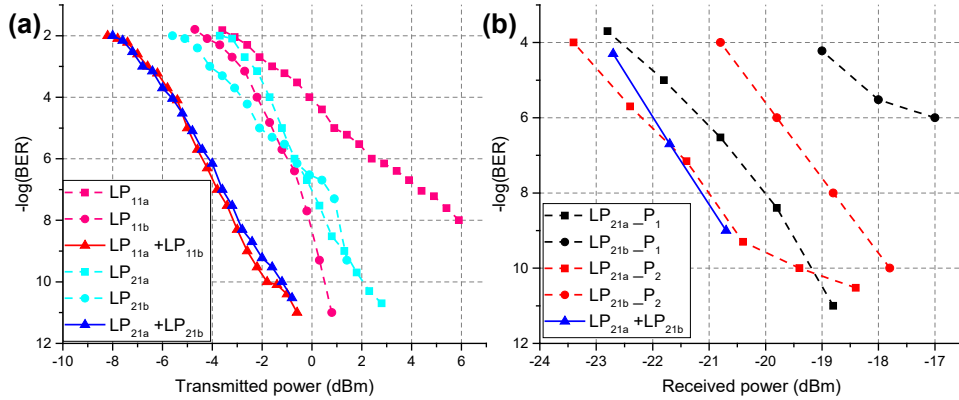 (a)
-log(BER)
2
4
6
8
10
12
LP11a
LP11b
LP11a +LP11b
LP21a
LP21b
LP21a +LP21b
-10 -8 -6 -4 -2 0 2 4 6
Transmitted power (dBm)
(b)
-log(BER)
4
6
8
10
12
LP21a_P1
LP21b_P1
LP21a_P2
LP21b_P2
LP21a +LP21b
-24 -23 -22 -21 -20 -19 -18 -17
Received power (dBm)